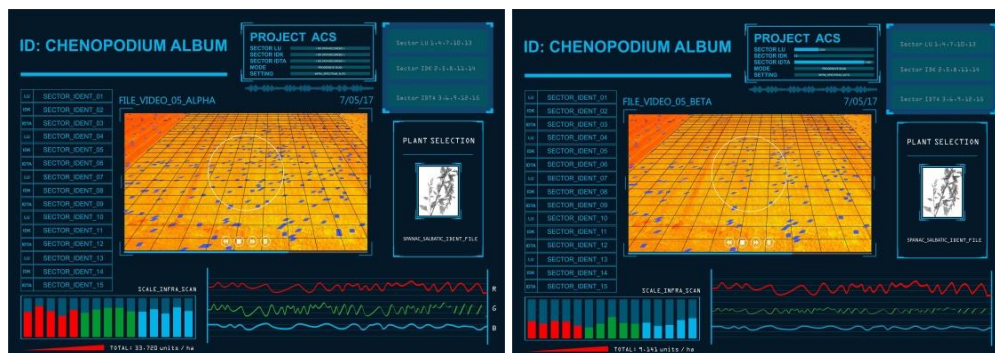 ID: CHENOPODIUM ALBUM
PROJECT ACS
SECTOR LU
SECTOR IDK
SECTOR IDTA
MODE
SETTING
Sector LU 1.4.7.10.13
Sector IDK 2.5.8.11.14
Sector IDTA 3.6.9.12.15
FILE_VIDEO_05_ALPHA
7/05/17
LU SECTOR_IDENT_01
IDK SECTOR_IDENT_02
IDTA SECTOR_IDENT_03
LU SECTOR_IDENT_04
IDK SECTOR_IDENT_05
IDTA SECTOR_IDENT_06
LU SECTOR_IDENT_07
IDK SECTOR_IDENT_08
IDTA SECTOR_IDENT_09
LU SECTOR_IDENT_10
IDK SECTOR_IDENT_11
IDTA SECTOR_IDENT_12
LU SECTOR_IDENT_13
IDK SECTOR_IDENT_14
IDTA SECTOR_IDENT_15
PLANT SELECTION
SPANAC_SALBATIC_IDENT_FILE
SCALE_INFRA_SCAN
R
G
B
TOTAL: 33.720 units / ha
ID: CHENOPODIUM ALBUM
PROJECT ACS
SECTOR LU
SECTOR IDK
SECTOR IDTA
MODE
SETTING
Sector LU 1.4.7.10.13
Sector IDK 2.5.8.11.14
Sector IDTA 3.6.9.12.15
FILE_VIDEO_05_BETA
7/05/17
LU SECTOR_IDENT_01
IDK SECTOR_IDENT_02
IDTA SECTOR_IDENT_03
LU SECTOR_IDENT_04
IDK SECTOR_IDENT_05
IDTA SECTOR_IDENT_06
LU SECTOR_IDENT_07
IDK SECTOR_IDENT_08
IDTA SECTOR_IDENT_09
LU SECTOR_IDENT_10
IDK SECTOR_IDENT_11
IDTA SECTOR_IDENT_12
LU SECTOR_IDENT_13
IDK SECTOR_IDENT_14
IDTA SECTOR_IDENT_15
PLANT SELECTION
SPANAC_SALBATIC_IDENT_FILE
SCALE_INFRA_SCAN
TOTAL: 9.141 units / ha